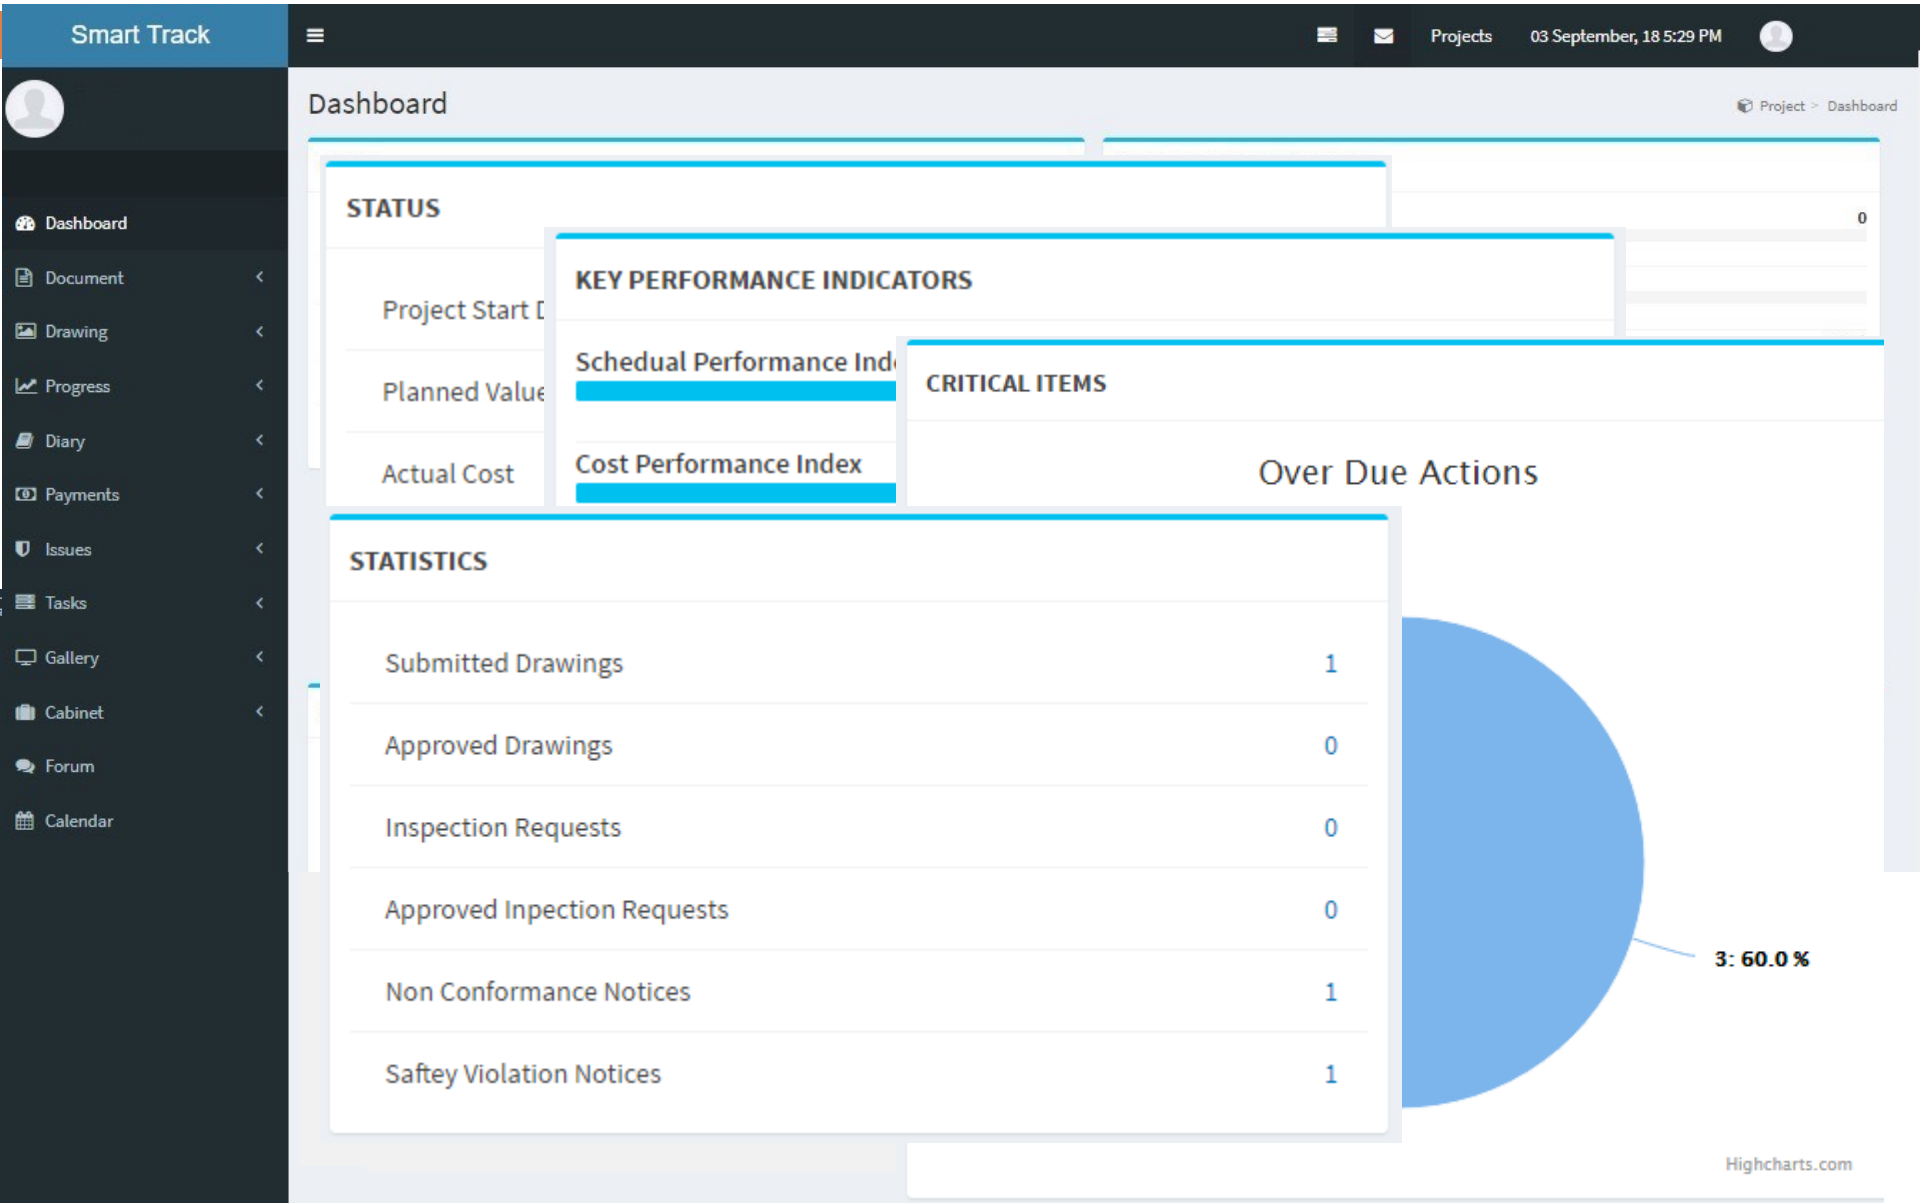 Smart Track
Projects
03 September, 18 5:29 PM
Dashboard
Project > Dashboard
Dashboard
Document
Drawing
Progress
Diary
Payments
Issues
Tasks
Gallery
Cabinet
Forum
Calendar
STATUS
0
Project Start D
Planned Value
Actual Cost
KEY PERFORMANCE INDICATORS
Schedual Performance Ind
Cost Performance Index
CRITICAL ITEMS
Over Due Actions
3: 60.0 %
Highcharts.com
STATISTICS
Submitted Drawings 1
Approved Drawings 0
Inspection Requests 0
Approved Inpection Requests 0
Non Conformance Notices 1
Saftey Violation Notices 1